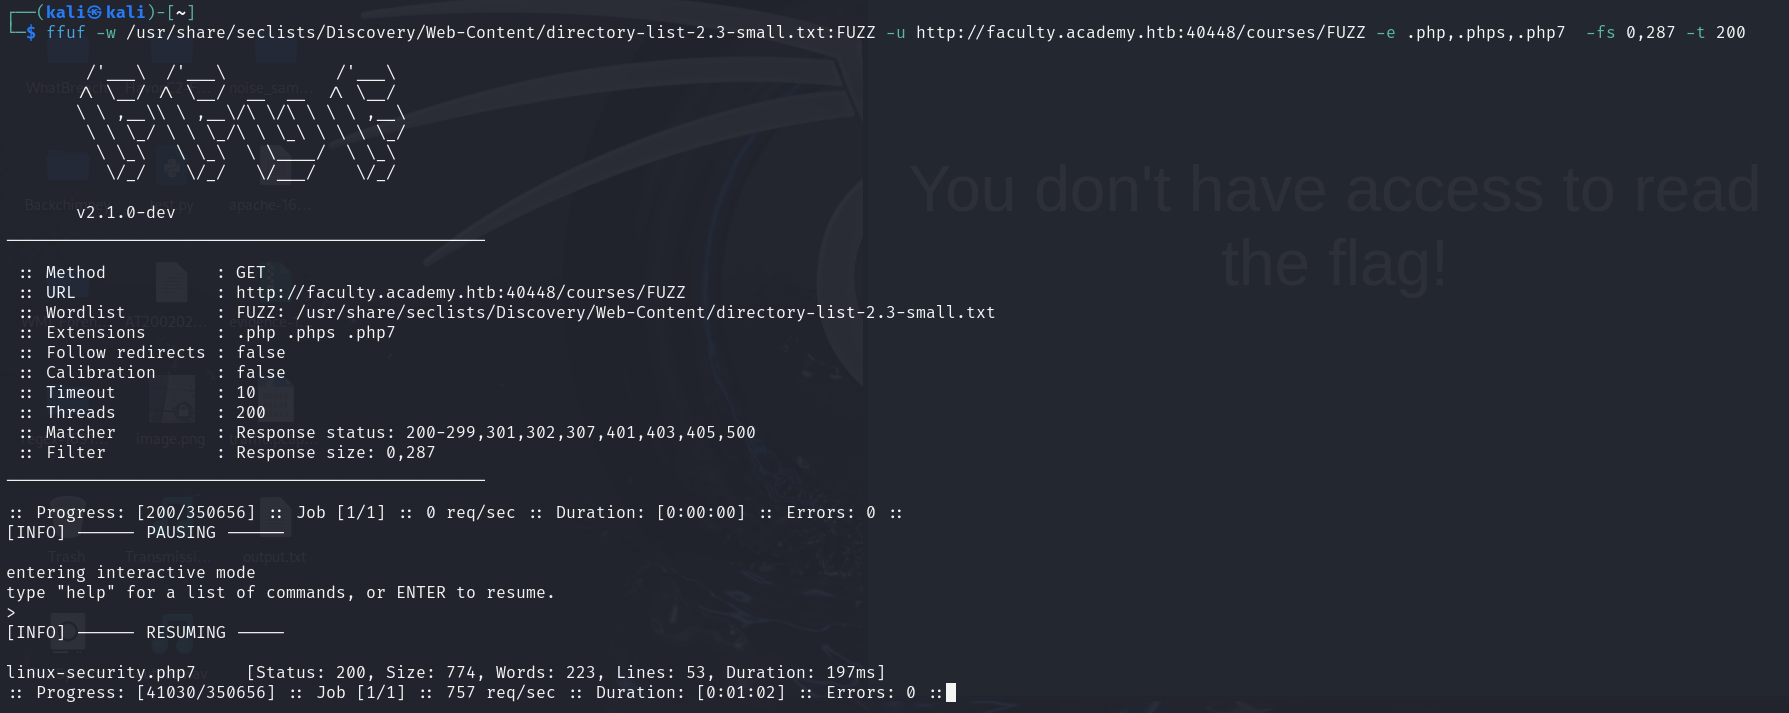 ┌──(kali㉿kali)-[~]
└─$ ffuf -w /usr/share/seclists/Discovery/Web-Content/directory-list-2.3-small.txt:FUZZ -u http://faculty.academy.htb:40448/courses/FUZZ -e .php,.phps,.php7  -fs 0,287 -t 200
You don't have access to read
the flag!
v2.1.0-dev
:: Method           : GET
:: URL              : http://faculty.academy.htb:40448/courses/FUZZ
:: Wordlist         : FUZZ: /usr/share/seclists/Discovery/Web-Content/directory-list-2.3-small.txt
:: Extensions       : .php .phps .php7
:: Follow redirects : false
:: Calibration      : false
:: Timeout          : 10
:: Threads          : 200
:: Matcher          : Response status: 200-299,301,302,307,401,403,405,500
:: Filter           : Response size: 0,287
:: Progress: [200/350656] :: Job [1/1] :: 0 req/sec :: Duration: [0:00:00] :: Errors: 0 ::
[INFO] ------ PAUSING ------
entering interactive mode
type "help" for a list of commands, or ENTER to resume.
>
[INFO] ------ RESUMING -----
linux-security.php7     [Status: 200, Size: 774, Words: 223, Lines: 53, Duration: 197ms]
:: Progress: [41030/350656] :: Job [1/1] :: 757 req/sec :: Duration: [0:01:02] :: Errors: 0 ::
image.png
Trash
Transmissi...
output.txt
apache-16...